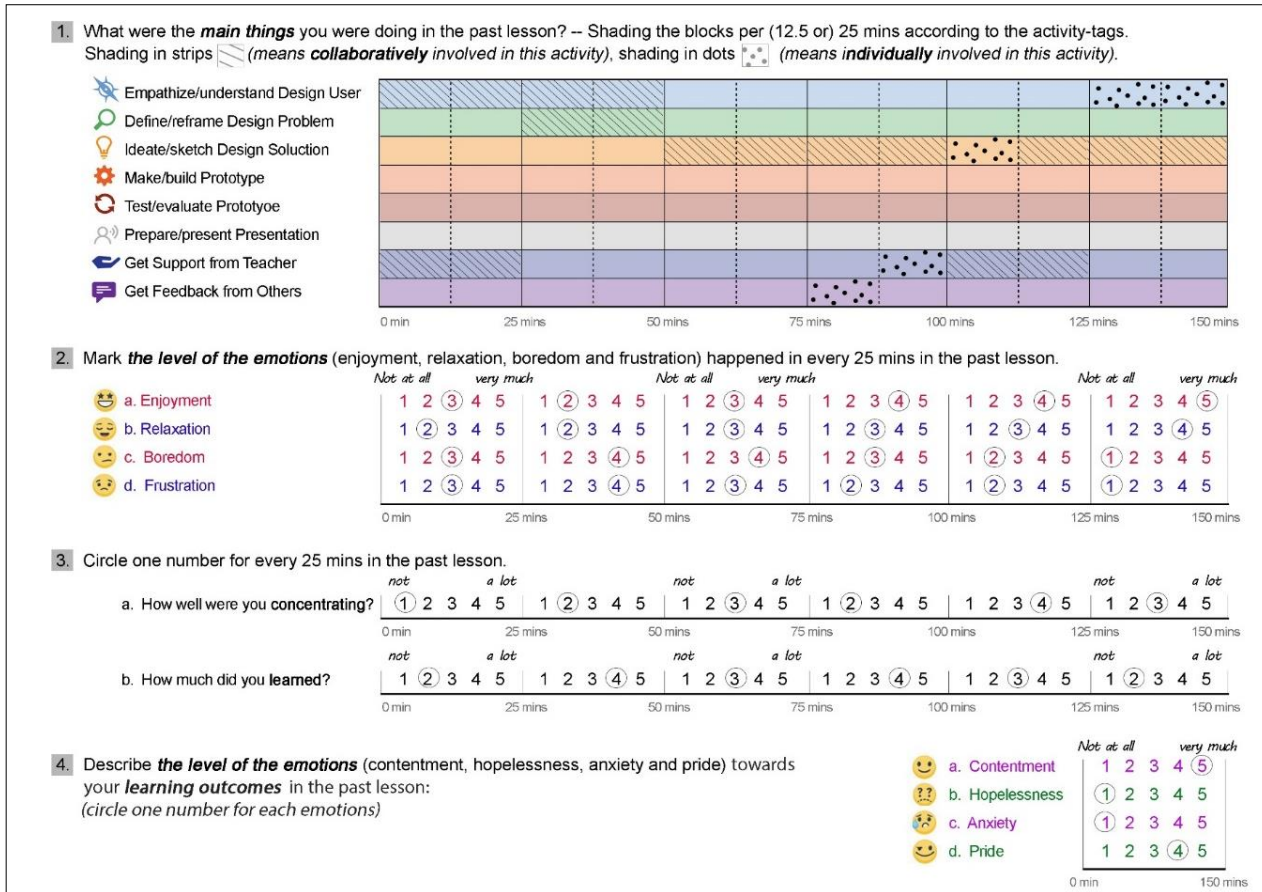 1. What were the main things you were doing in the past lesson? -- Shading the blocks per (12.5 or) 25 mins according to the activity-tags.
Shading in strips (means collaboratively involved in this activity), shading in dots (means individually involved in this activity).
Empathize/understand Design User
Define/reframe Design Problem
Ideate/sketch Design Soluction
Make/build Prototype
Test/evaluate Prototyoe
Prepare/present Presentation
Get Support from Teacher
Get Feedback from Others
0 min 25 mins 50 mins 75 mins 100 mins 125 mins 150 mins
2. Mark the level of the emotions (enjoyment, relaxation, boredom and frustration) happened in every 25 mins in the past lesson.
Not at all very much Not at all very much Not at all very much
a. Enjoyment 1 2 3 4 5 1 2 3 4 5 1 2 3 4 5 1 2 3 4 5 1 2 3 4 5 1 2 3 4 5
b. Relaxation 1 2 3 4 5 1 2 3 4 5 1 2 3 4 5 1 2 3 4 5 1 2 3 4 5 1 2 3 4 5
c. Boredom 1 2 3 4 5 1 2 3 4 5 1 2 3 4 5 1 2 3 4 5 1 2 3 4 5 1 2 3 4 5
d. Frustration 1 2 3 4 5 1 2 3 4 5 1 2 3 4 5 1 2 3 4 5 1 2 3 4 5 1 2 3 4 5
0 min 25 mins 50 mins 75 mins 100 mins 125 mins 150 mins
3. Circle one number for every 25 mins in the past lesson.
not a lot not a lot not a lot
a. How well were you concentrating? 1 2 3 4 5 1 2 3 4 5 1 2 3 4 5 1 2 3 4 5 1 2 3 4 5 1 2 3 4 5
0 min 25 mins 50 mins 75 mins 100 mins 125 mins 150 mins
not a lot not a lot not a lot
b. How much did you learned? 1 2 3 4 5 1 2 3 4 5 1 2 3 4 5 1 2 3 4 5 1 2 3 4 5 1 2 3 4 5
0 min 25 mins 50 mins 75 mins 100 mins 125 mins 150 mins
4. Describe the level of the emotions (contentment, hopelessness, anxiety and pride) towards
your learning outcomes in the past lesson:
(circle one number for each emotions)
Not at all very much
a. Contentment 1 2 3 4 5
b. Hopelessness 1 2 3 4 5
c. Anxiety 1 2 3 4 5
d. Pride 1 2 3 4 5
0 min 150 mins